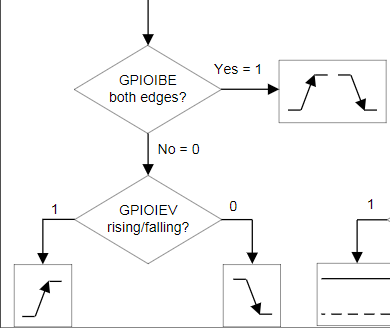 GPIOIBE
both edges?
Yes = 1
No = 0
1
GPIOIEV
rising/falling?
0
1